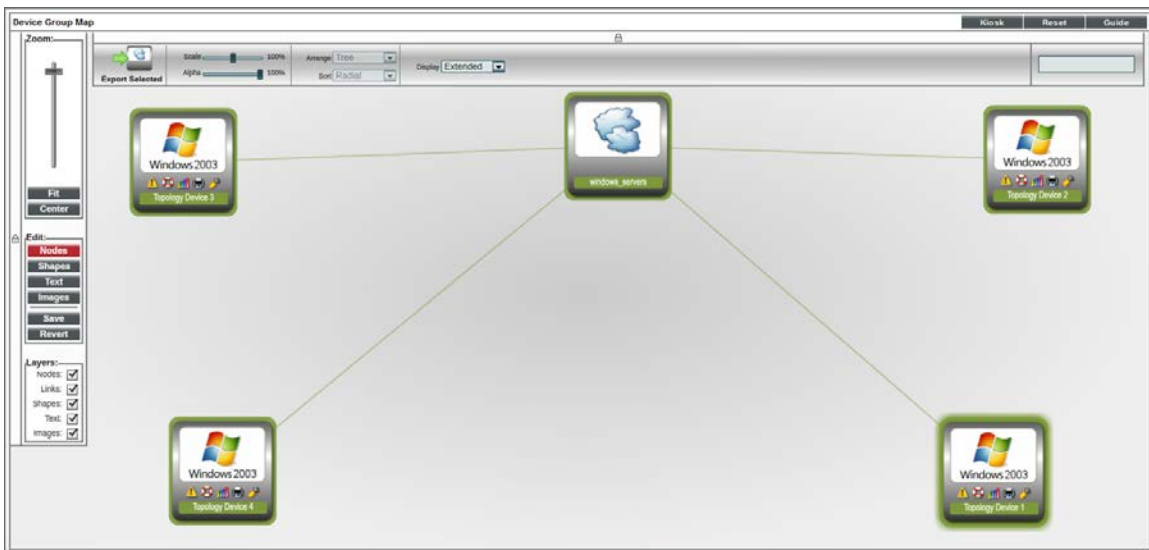 Device Group Map
Kiosk Reset Guide
Zoom:
Export Selected
Scale 100%
Alpha 100%
Arrange Tree
Sort Radial
Display Extended
Windows 2003
Topology Device 3
windows_servers
Windows 2003
Topology Device 2
Fit
Center
Edit:
Nodes
Shapes
Text
Images
Save
Revert
Layers:
Nodes:
Links:
Shapes:
Text:
Images:
Windows 2003
Topology Device 4
Windows 2003
Topology Device 1